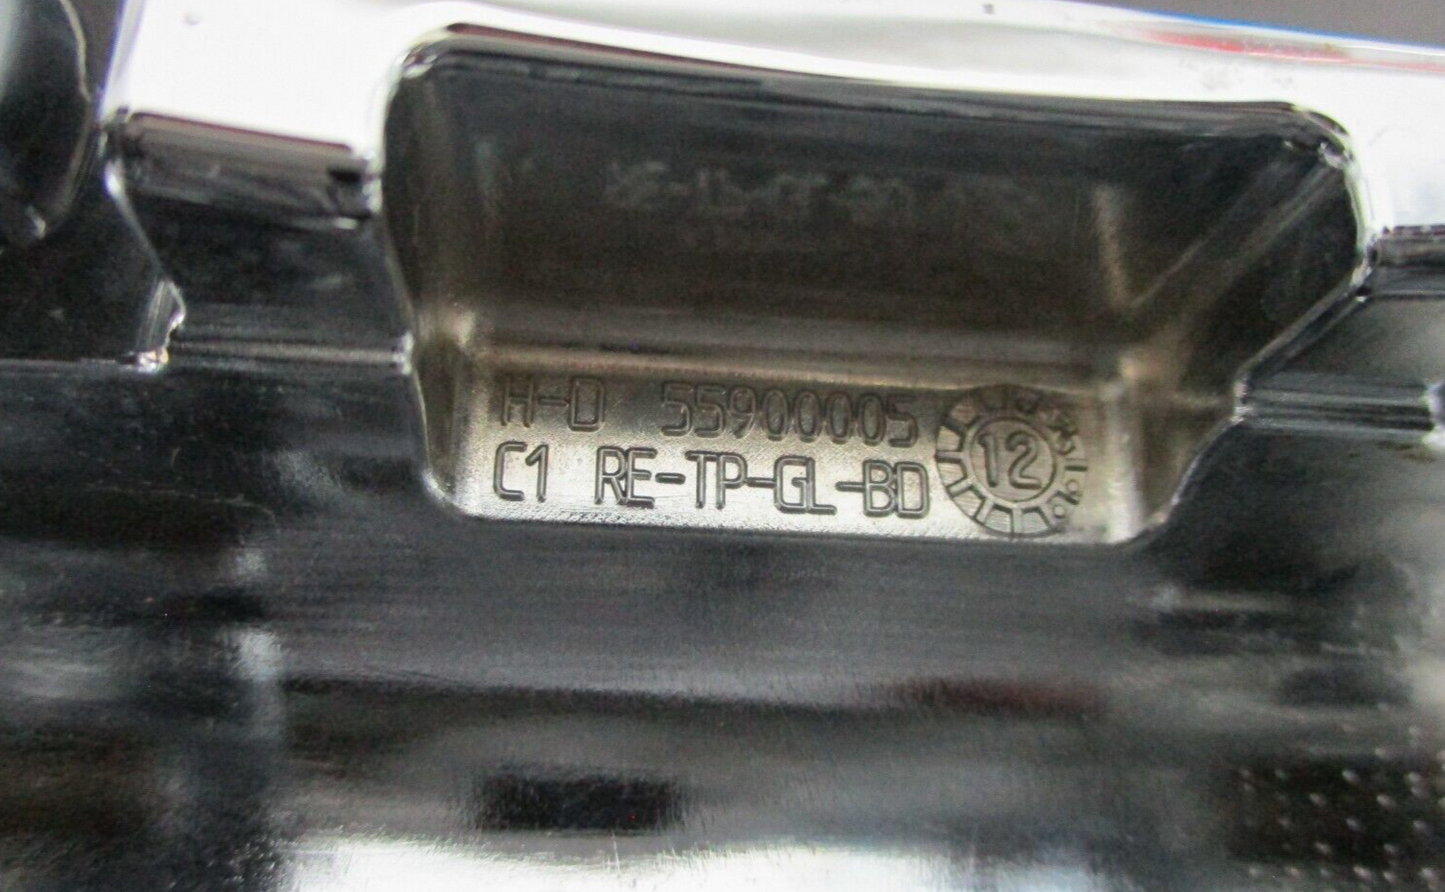 H-D 55900005
C1 RE-TP-GL-BD
12